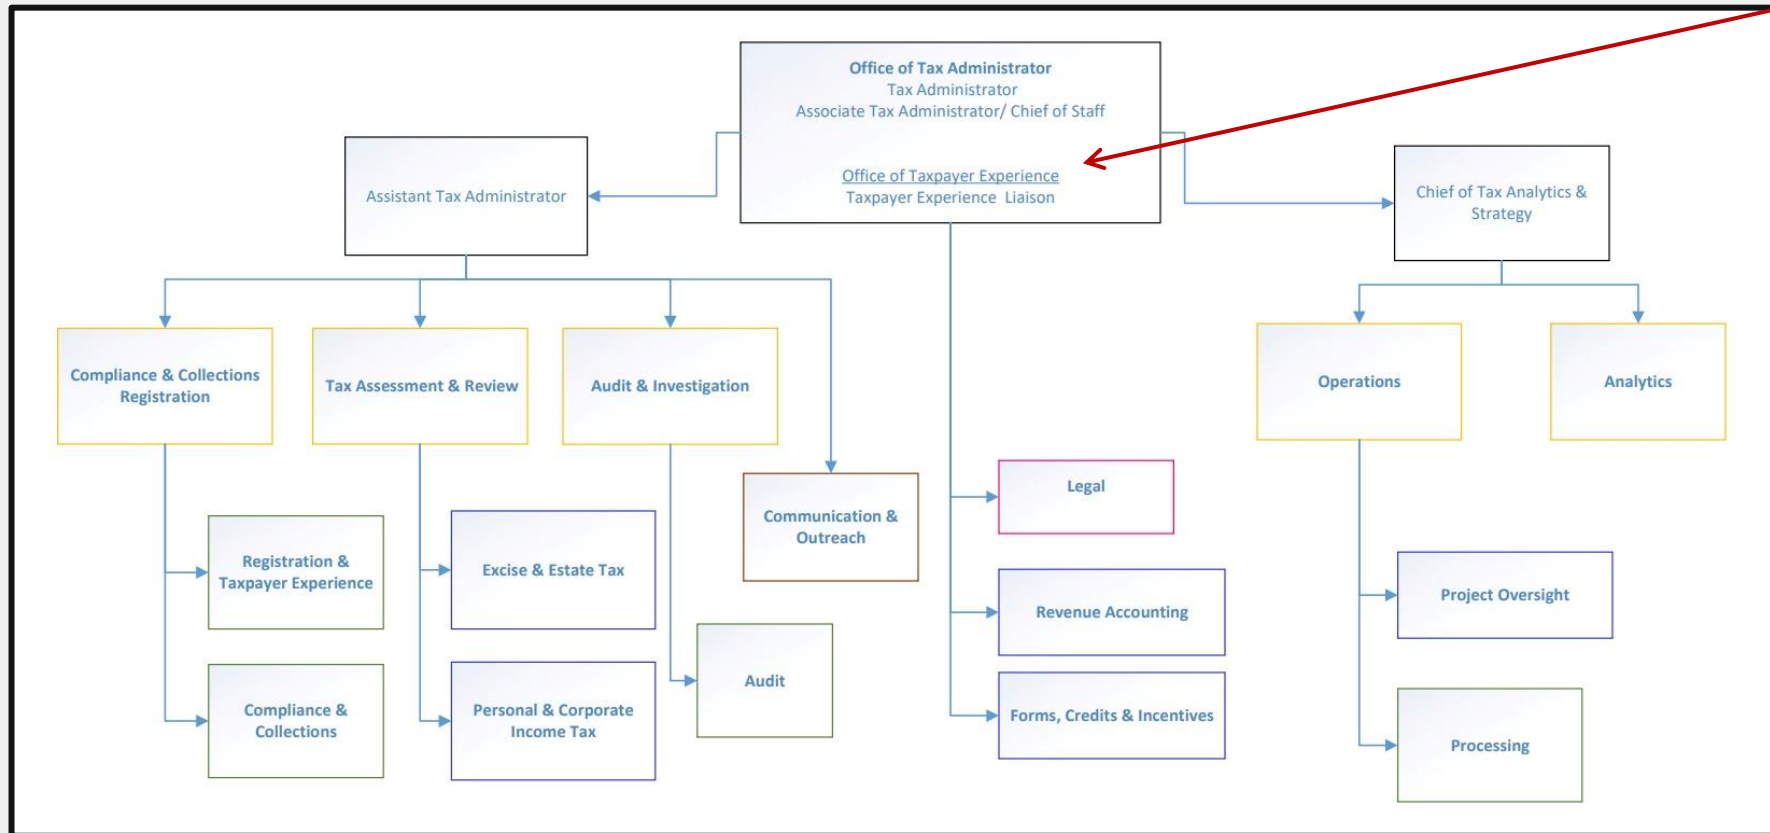 Office of Tax Administrator
Tax Administrator
Associate Tax Administrator/ Chief of Staff
Office of Taxpayer Experience
Taxpayer Experience Liaison
Assistant Tax Administrator
Chief of Tax Analytics &
Strategy
Compliance & Collections
Registration
Tax Assessment & Review
Audit & Investigation
Operations
Analytics
Legal
Communication &
Outreach
Registration &
Taxpayer Experience
Excise & Estate Tax
Revenue Accounting
Project Oversight
Compliance &
Collections
Personal & Corporate
Income Tax
Audit
Forms, Credits & Incentives
Processing